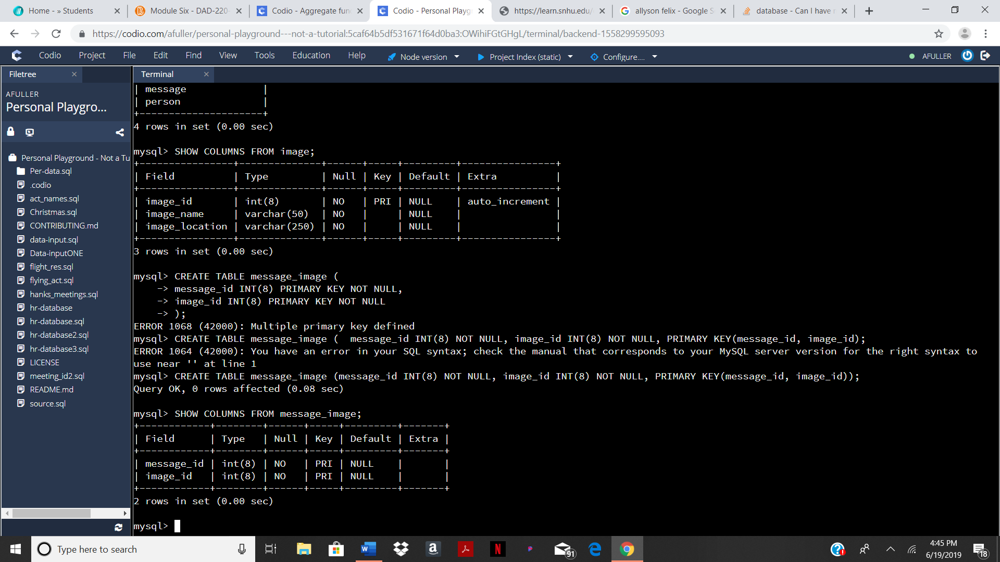 Home - » Students
Module Six - DAD-220-
Codio - Aggregate fun
Codio - Personal Playgr
https://learn.snhu.edu/
allyson felix - Google S
database - Can I have
https://codio.com/afuller/personal-playground---not-a-tutorial:5caf64b5df531671f64d0ba3:OWihiFGtGHgL/terminal/backend-1558299595093
Codio Project File Edit Find View Tools Education Help Node version Project Index (static) Configure.... AFULLER
Filetree
AFULLER
Personal Playgro...
Personal Playground - Not a Tu
Per-data.sql
.codio
act_names.sql
Christmas.sql
CONTRIBUTING.md
data-input.sql
Data-inputONE
flight_res.sql
flying_act.sql
hanks_meetings.sql
hr-database
hr-database.sql
hr-database2.sql
hr-database3.sql
LICENSE
meeting_id2.sql
README.md
source.sql
Terminal
| message |
| person |
+---------------------+
4 rows in set (0.00 sec)
mysql> SHOW COLUMNS FROM image;
+----------------+--------------+------+-----+---------+----------------+
| Field | Type | Null | Key | Default | Extra |
+----------------+--------------+------+-----+---------+----------------+
| image_id | int(8) | NO | PRI | NULL | auto_increment |
| image_name | varchar(50) | NO | | NULL | |
| image_location | varchar(250) | NO | | NULL | |
+----------------+--------------+------+-----+---------+----------------+
3 rows in set (0.00 sec)
mysql> CREATE TABLE message_image (
-> message_id INT(8) PRIMARY KEY NOT NULL,
-> image_id INT(8) PRIMARY KEY NOT NULL
-> );
ERROR 1068 (42000): Multiple primary key defined
mysql> CREATE TABLE message_image (  message_id INT(8) NOT NULL, image_id INT(8) NOT NULL, PRIMARY KEY(message_id, image_id);
ERROR 1064 (42000): You have an error in your SQL syntax; check the manual that corresponds to your MySQL server version for the right syntax to
use near '' at line 1
mysql> CREATE TABLE message_image (message_id INT(8) NOT NULL, image_id INT(8) NOT NULL, PRIMARY KEY(message_id, image_id));
Query OK, 0 rows affected (0.08 sec)
mysql> SHOW COLUMNS FROM message_image;
+------------+--------+------+-----+---------+-------+
| Field | Type | Null | Key | Default | Extra |
+------------+--------+------+-----+---------+-------+
| message_id | int(8) | NO | PRI | NULL | |
| image_id | int(8) | NO | PRI | NULL | |
+------------+--------+------+-----+---------+-------+
2 rows in set (0.00 sec)
mysql>
Type here to search
91
4:45 PM
6/19/2019
18